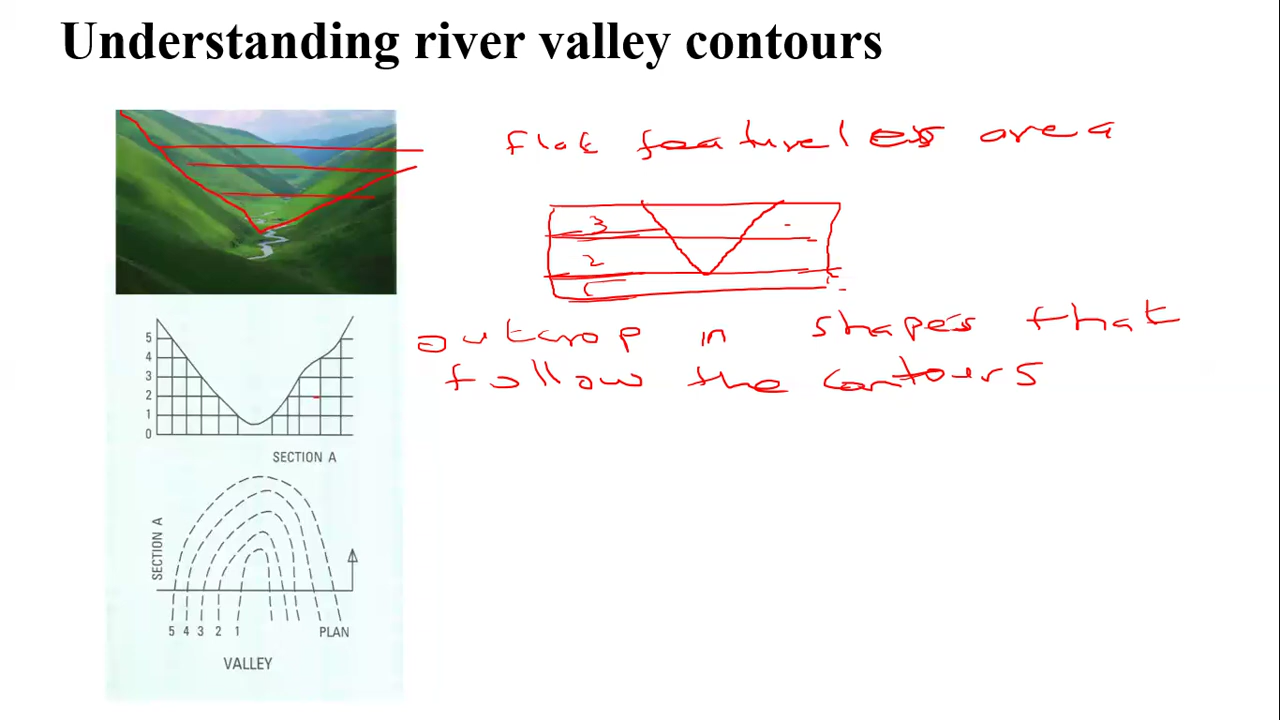 Understanding river valley contours
flat featureless area
3
2
1
outcrop in shapes that
follow the contours
5
4
3
2
1
0
SECTION A
SECTION A
5 4 3 2 1 PLAN
VALLEY